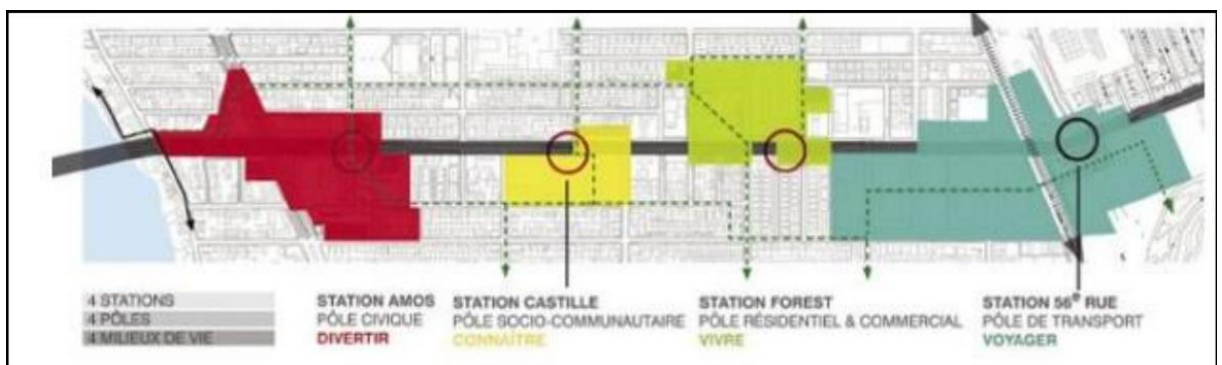 4 STATIONS
4 PÔLES
4 MILIEUX DE VIE
STATION AMOS
PÔLE CIVIQUE
DIVERTIR
STATION CASTILLE
PÔLE SOCIO-COMMUNAUTAIRE
CONNAÎTRE
STATION FOREST
PÔLE RÉSIDENTIEL & COMMERCIAL
VIVRE
STATION 56e RUE
PÔLE DE TRANSPORT
VOYAGER